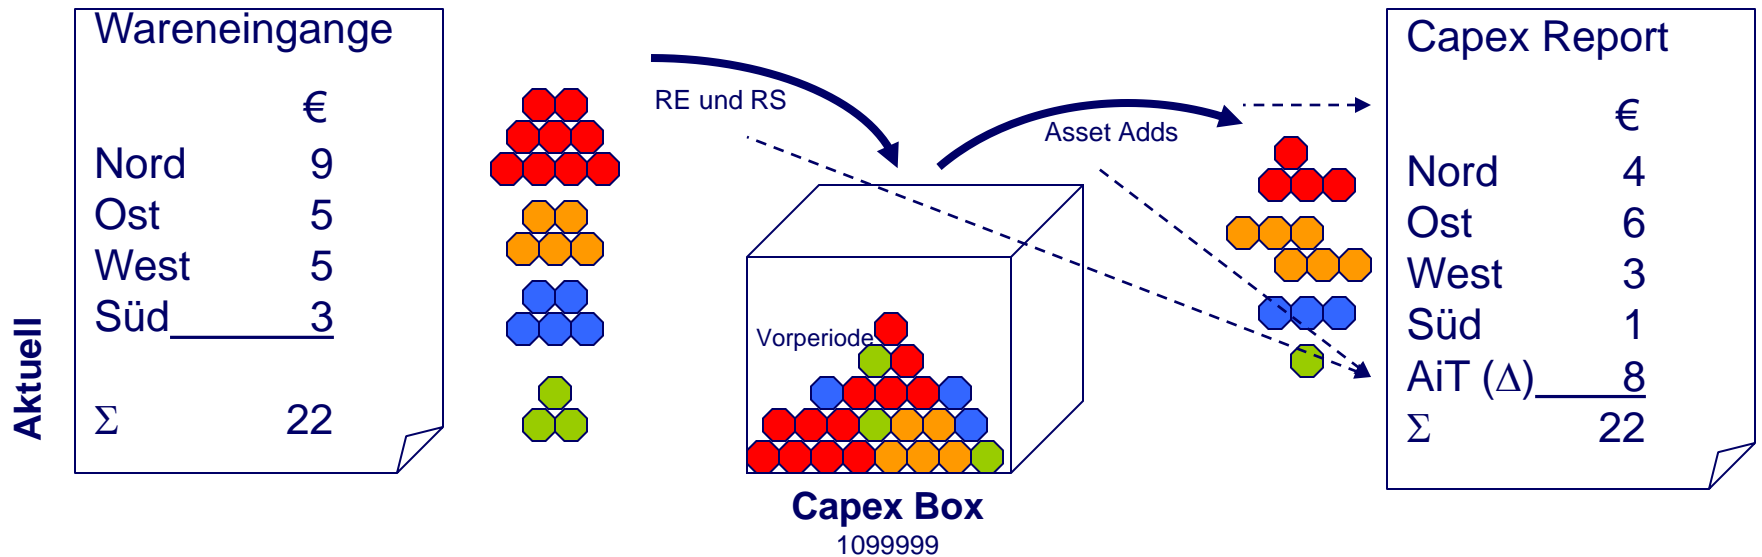 Aktuell
Wareneingange
€
Nord 9
Ost 5
West 5
Süd 3
Σ 22
RE und RS
Asset Adds
Vorperiode
Capex Box
1099999
Capex Report
€
Nord 4
Ost 6
West 3
Süd 1
AiT (Δ) 8
Σ 22